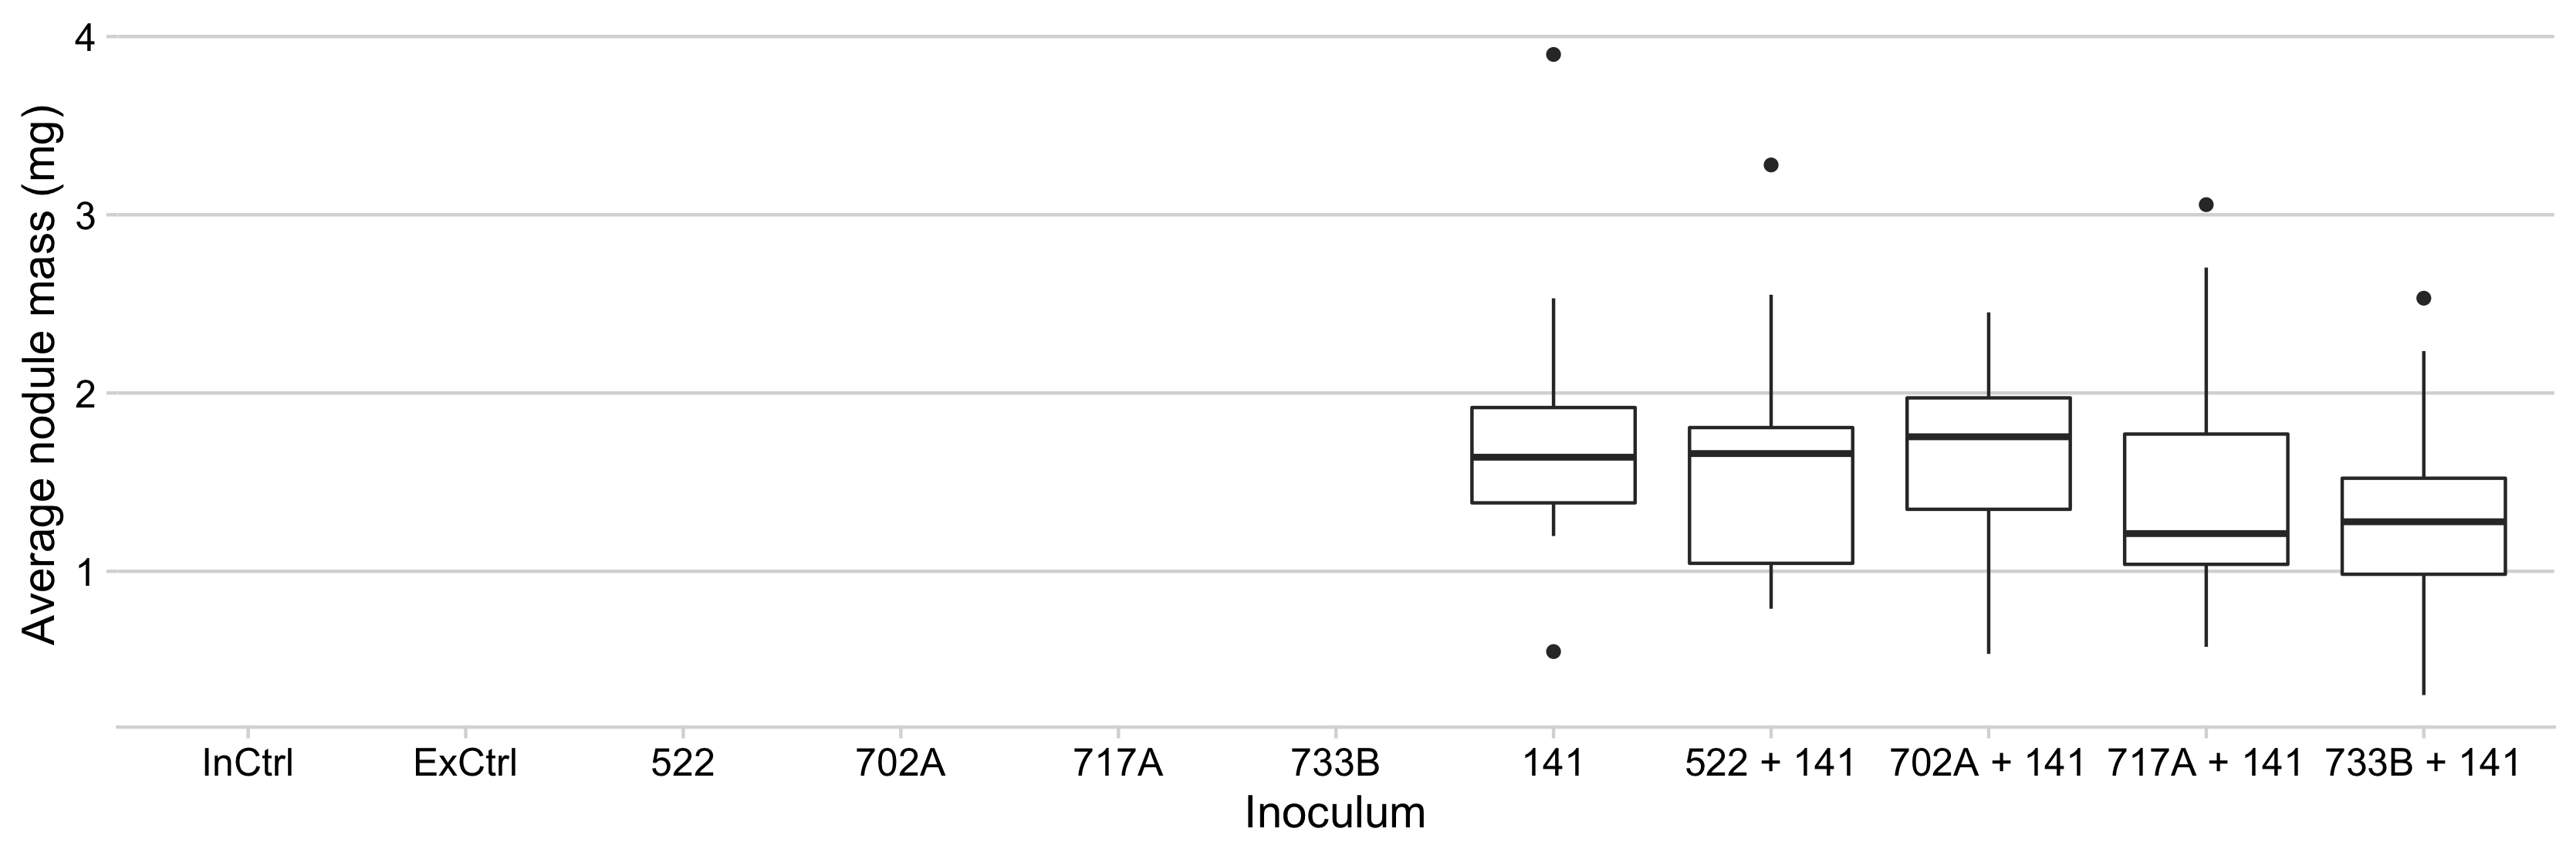 Average nodule mass (mg)
4
3
2
1
InCtrl ExCtrl 522 702A 717A 733B 141 522 + 141 702A + 141 717A + 141 733B + 141
Inoculum